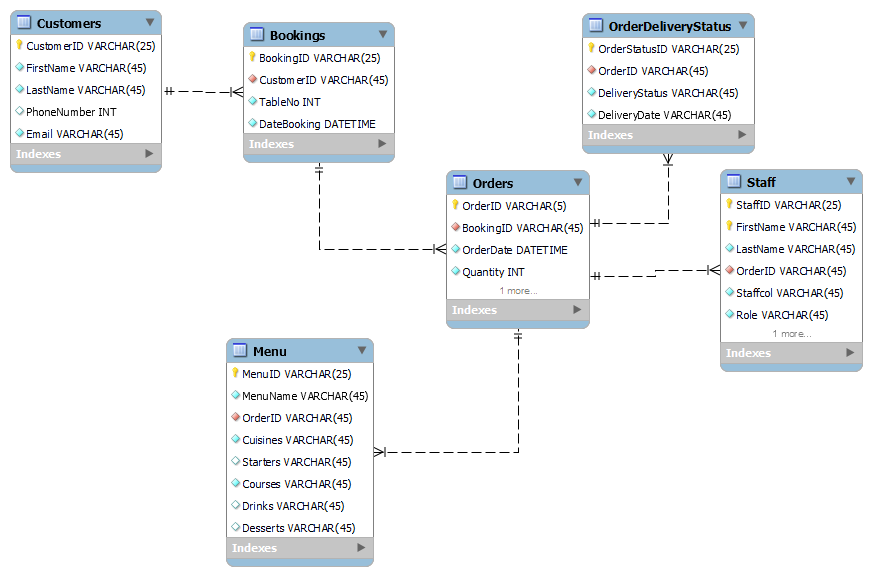 Customers
CustomerID VARCHAR(25)
FirstName VARCHAR(45)
LastName VARCHAR(45)
PhoneNumber INT
Email VARCHAR(45)
Indexes
Bookings
BookingID VARCHAR(25)
CustomerID VARCHAR(45)
TableNo INT
DateBooking DATETIME
Indexes
OrderDeliveryStatus
OrderStatusID VARCHAR(25)
OrderID VARCHAR(45)
DeliveryStatus VARCHAR(45)
DeliveryDate VARCHAR(45)
Indexes
Orders
OrderID VARCHAR(5)
BookingID VARCHAR(45)
OrderDate DATETIME
Quantity INT
1 more...
Indexes
Staff
StaffID VARCHAR(25)
FirstName VARCHAR(45)
LastName VARCHAR(45)
OrderID VARCHAR(45)
Staffcol VARCHAR(45)
Role VARCHAR(45)
1 more...
Indexes
Menu
MenuID VARCHAR(25)
MenuName VARCHAR(45)
OrderID VARCHAR(45)
Cuisines VARCHAR(45)
Starters VARCHAR(45)
Courses VARCHAR(45)
Drinks VARCHAR(45)
Desserts VARCHAR(45)
Indexes